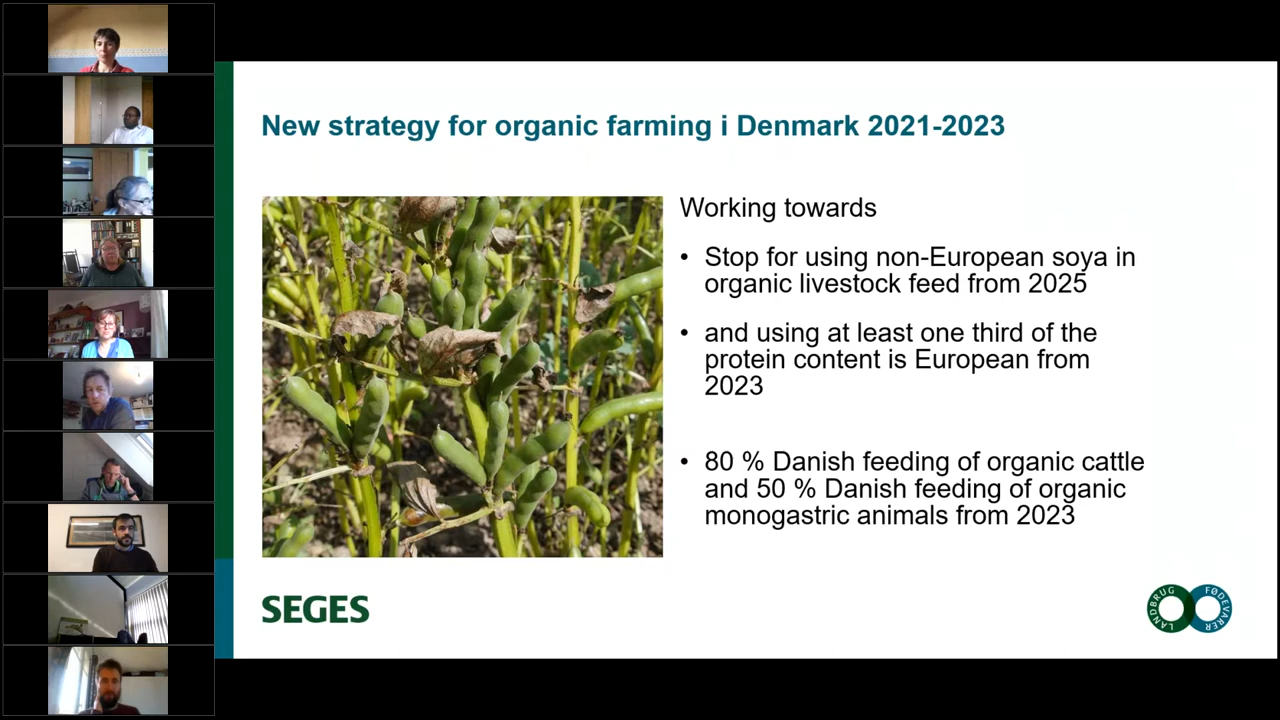 New strategy for organic farming i Denmark 2021-2023
Working towards
• Stop for using non-European soya in
organic livestock feed from 2025
• and using at least one third of the
protein content is European from
2023
• 80 % Danish feeding of organic cattle
and 50 % Danish feeding of organic
monogastric animals from 2023
SEGES
LANDBRUG FØDEVARER